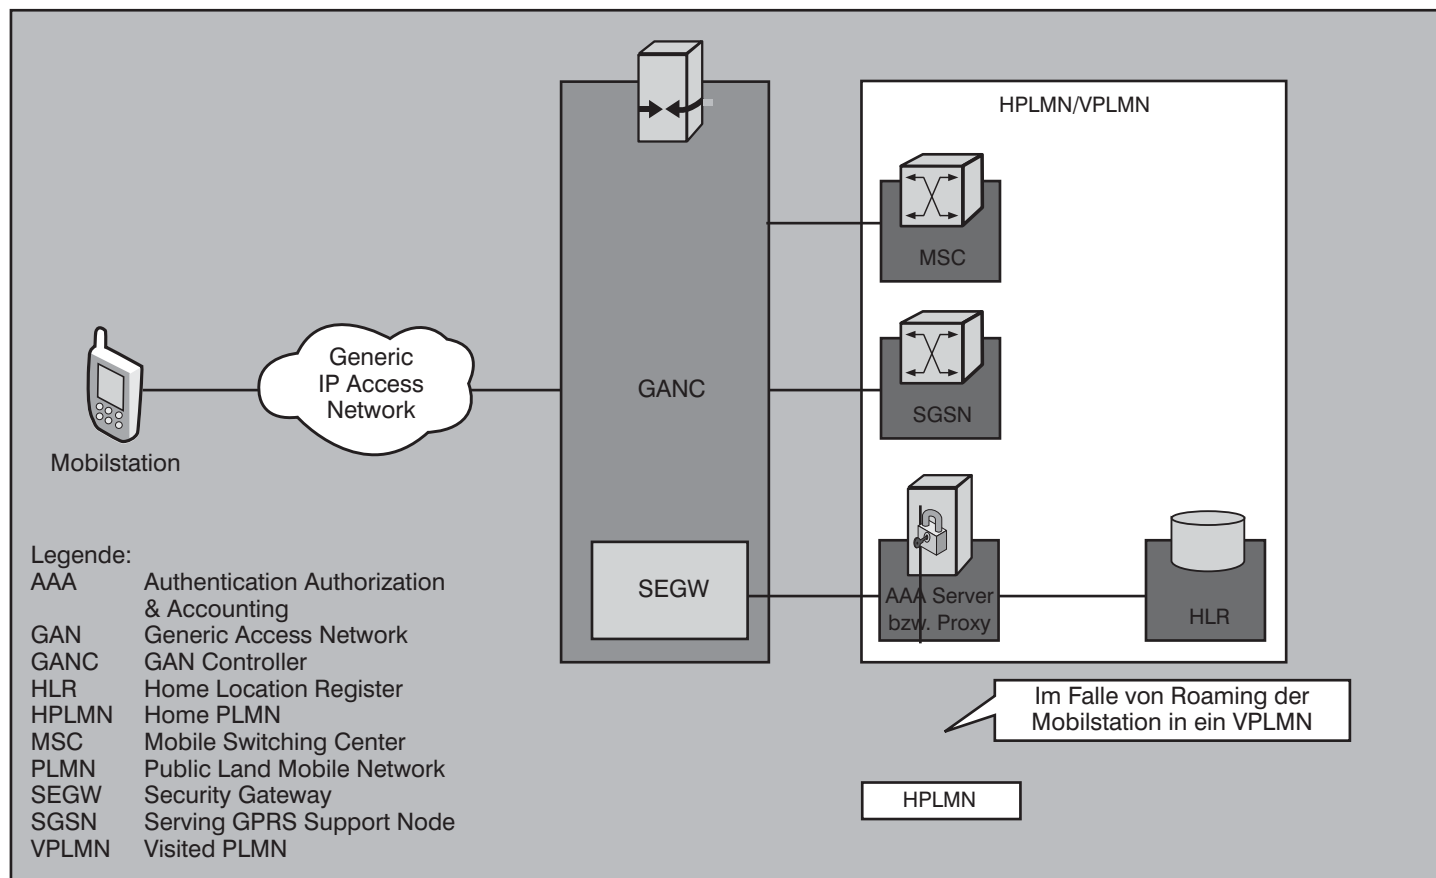 HPLMN/VPLMN
MSC
Generic
IP Access
Network
GANC
SGSN
Mobilstation
SEGW
AAA Server
bzw. Proxy
HLR
Legende:
AAA Authentication Authorization
& Accounting
GAN Generic Access Network
GANC GAN Controller
HLR Home Location Register
HPLMN Home PLMN
MSC Mobile Switching Center
PLMN Public Land Mobile Network
SEGW Security Gateway
SGSN Serving GPRS Support Node
VPLMN Visited PLMN
Im Falle von Roaming der
Mobilstation in ein VPLMN
HPLMN